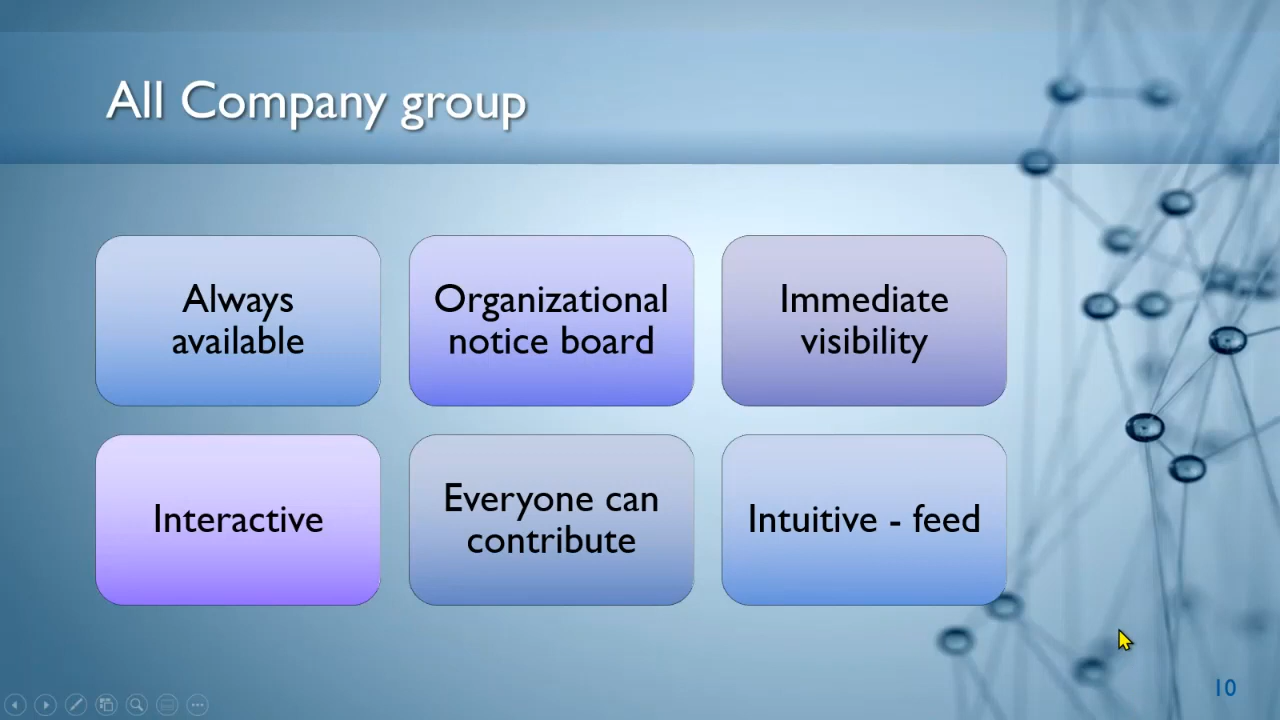 All Company group
Always
available
Organizational
notice board
Immediate
visibility
Interactive
Everyone can
contribute
Intuitive - feed
10